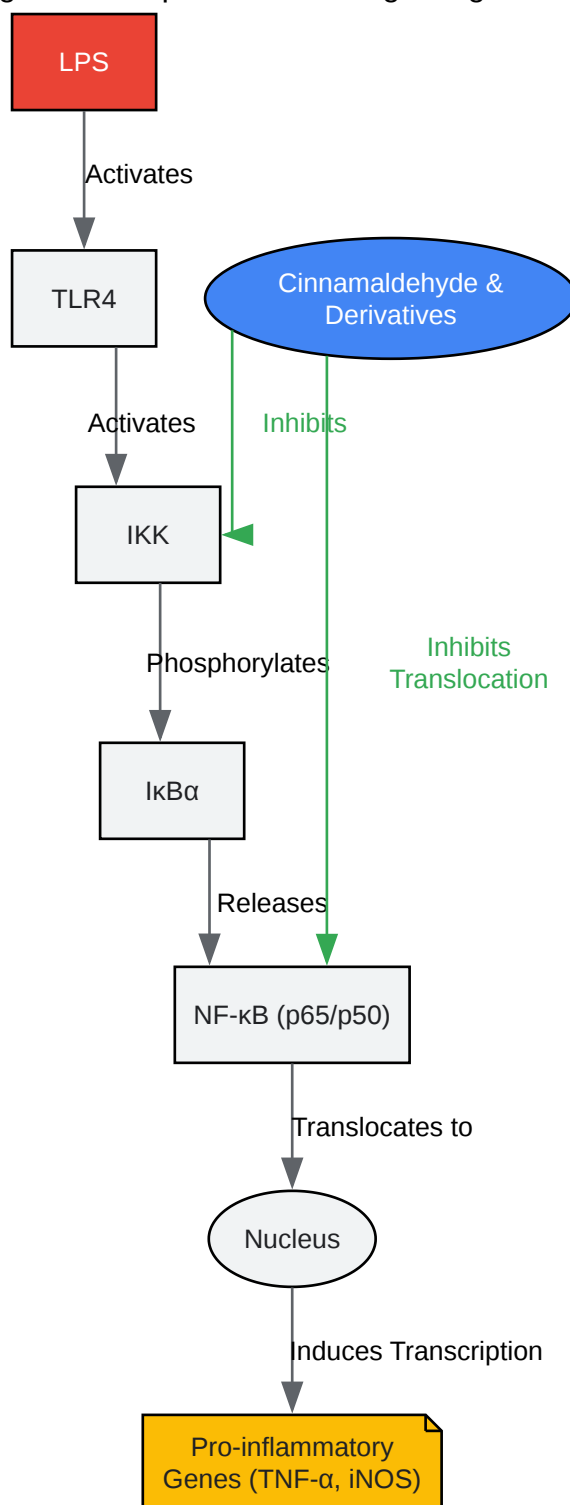 LPS
Activates
TLR4
Cinnamaldehyde &
Derivatives
Activates
Inhibits
IKK
Phosphorylates
Inhibits
Translocation
IκBα
Releases
NF-κB (p65/p50)
Translocates to
Nucleus
Induces Transcription
Pro-inflammatory
Genes (TNF-α, iNOS)